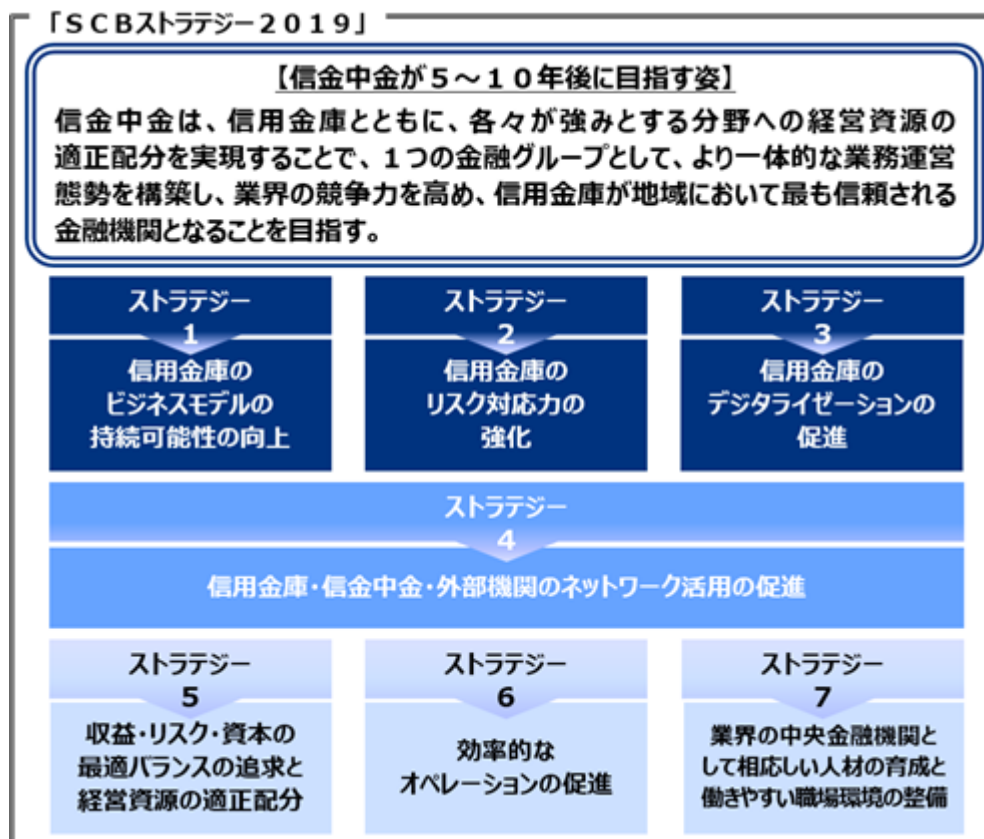 「ＳＣＢストラテジー２０１９」
【信金中金が５～１０年後に目指す姿】
信金中金は、信用金庫とともに、各々が強みとする分野への経営資源の
適正配分を実現することで、１つの金融グループとして、より一体的な業務運営
態勢を構築し、業界の競争力を高め、信用金庫が地域において最も信頼される
金融機関となることを目指す。
ストラテジー
1
信用金庫の
ビジネスモデルの
持続可能性の向上
ストラテジー
2
信用金庫の
リスク対応力の
強化
ストラテジー
3
信用金庫の
デジタライゼーションの
促進
ストラテジー
4
信用金庫・信金中金・外部機関のネットワーク活用の促進
ストラテジー
5
収益・リスク・資本の
最適バランスの追求と
経営資源の適正配分
ストラテジー
6
効率的な
オペレーションの促進
ストラテジー
7
業界の中央金融機関と
して相応しい人材の育成と
働きやすい職場環境の整備